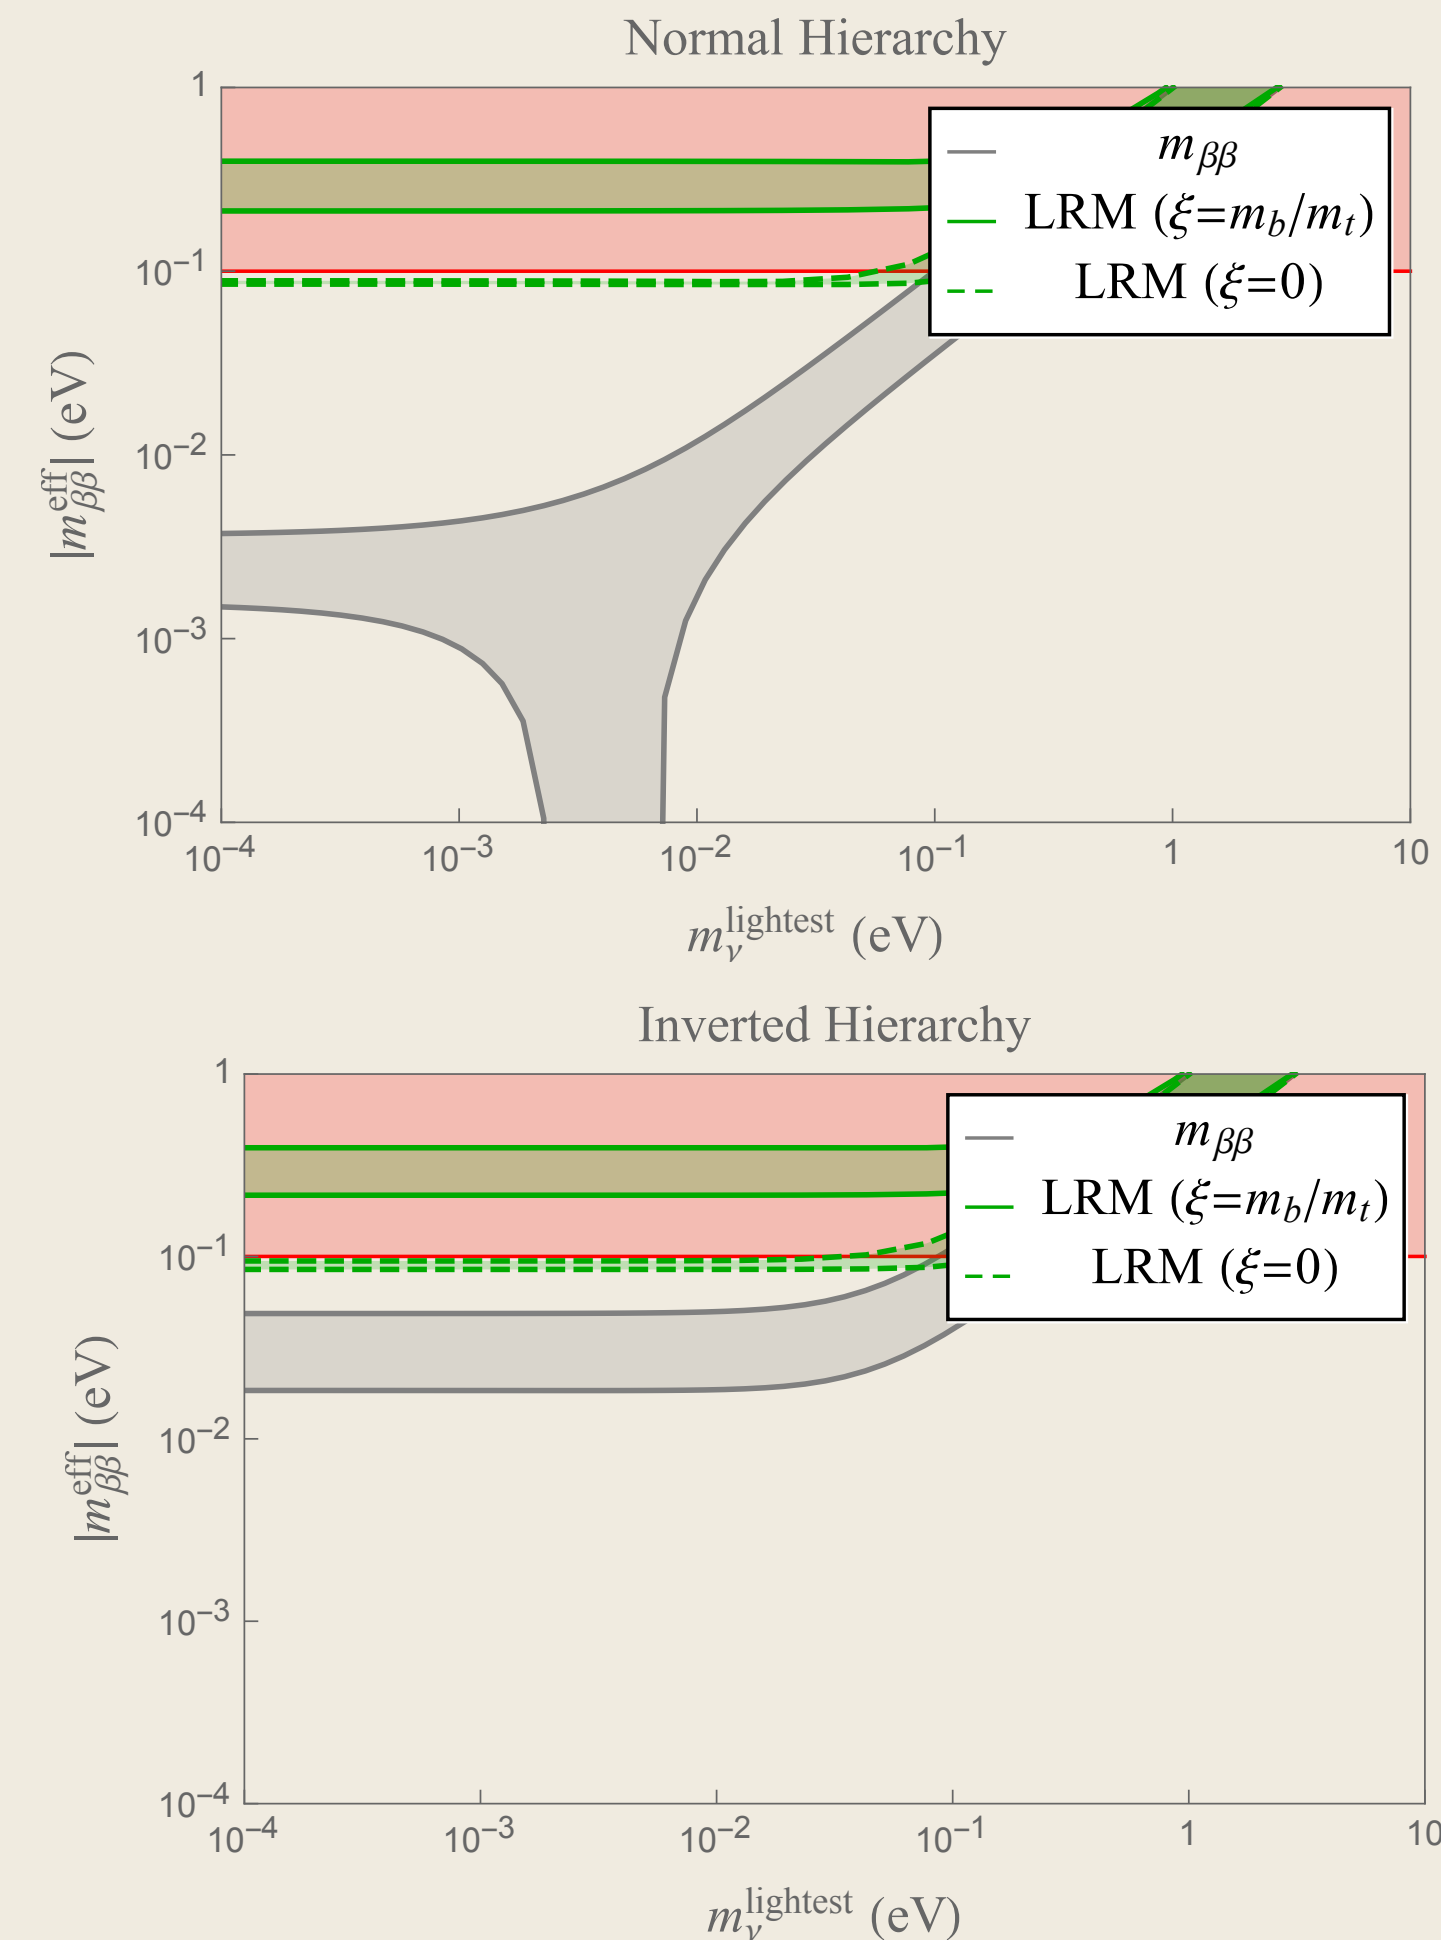 Normal Hierarchy
1
10⁻¹
10⁻²
10⁻³
10⁻⁴
|m_ββ^eff| (eV)
m_ββ
LRM (ξ=m_b/m_t)
LRM (ξ=0)
10⁻⁴ 10⁻³ 10⁻² 10⁻¹ 1 10
m_ν^lightest (eV)
Inverted Hierarchy
1
10⁻¹
10⁻²
10⁻³
10⁻⁴
|m_ββ^eff| (eV)
m_ββ
LRM (ξ=m_b/m_t)
LRM (ξ=0)
10⁻⁴ 10⁻³ 10⁻² 10⁻¹ 1 10
m_ν^lightest (eV)